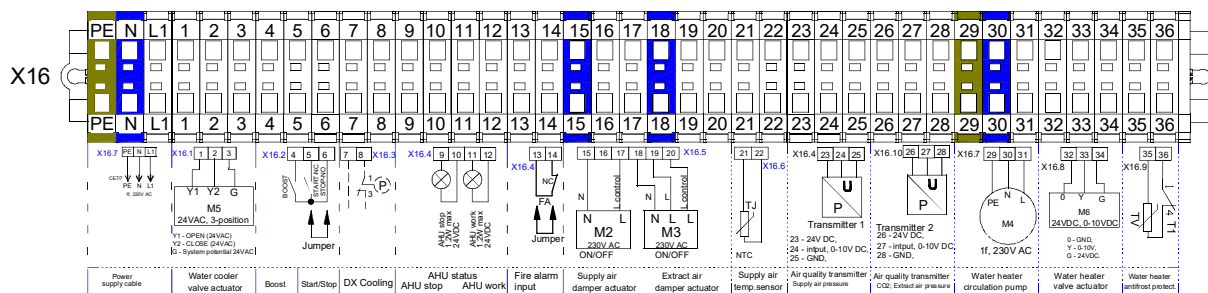 PE N L1 1 2 3 4 5 6 7 8 9 10 11 12 13 14 15 16 17 18 19 20 21 22 23 24 25 26 27 28 29 30 31 32 33 34 35 36
X16
PE N L1 1 2 3 4 5 6 7 8 9 10 11 12 13 14 15 16 17 18 19 20 21 22 23 24 25 26 27 28 29 30 31 32 33 34 35 36
X16.7 PE N L1
PE N L1
1f, 230V AC
X16.1 1 2 3
Y1 Y2 G
M5
24VAC, 3-position
Y1 - OPEN (24VAC)
Y2 - CLOSE (24VAC)
G - System potential 24VAC
X16.2 4 5 6
BOOST
START-NC
STOP-NO
Jumper
7 8 X16.3
1
3
P
X16.4 9 10 11 12
AHU stop
1.2W max
24VDC
AHU work
1.2W max
24VDC
13 14
X16.4
NC
FA
Jumper
15 16 17 18 19 20 X16.5
N
L control
L
L control
N L
M2
230V AC
ON/OFF
N L L
M3
230V AC
ON/OFF
21 22
X16.6
TJ
NTC
X16.4 23 24 25
U
P
Transmitter 1
23 - 24V DC,
24 - intput, 0-10V DC
25 - GND,
X16.10 26 27 28
U
P
Transmitter 2
26 - 24V DC,
27 - intput, 0-10V DC
28 - GND,
X16.7 29 30 31
PE N L
M4
1f, 230V AC
32 33 34
X16.8
0 Y G
M6
24VDC, 0-10VDC
0 - GND,
Y - 0-10V,
G - 24VDC.
35 36
X16.9
TV
T1
Power
supply cable
Water cooler
valve actuator
Boost
Start/Stop
DX Cooling
AHU status
AHU stop AHU work
Fire alarm
input
Supply air
damper actuator
Extract air
damper actuator
Supply air
temp.sensor
Air quality transmitter
Supply air pressure
Air quality transmitter
CO2; Extract air pressure
Water heater
circulation pump
Water heater
valve actuator
Water heater
antifrost protect.